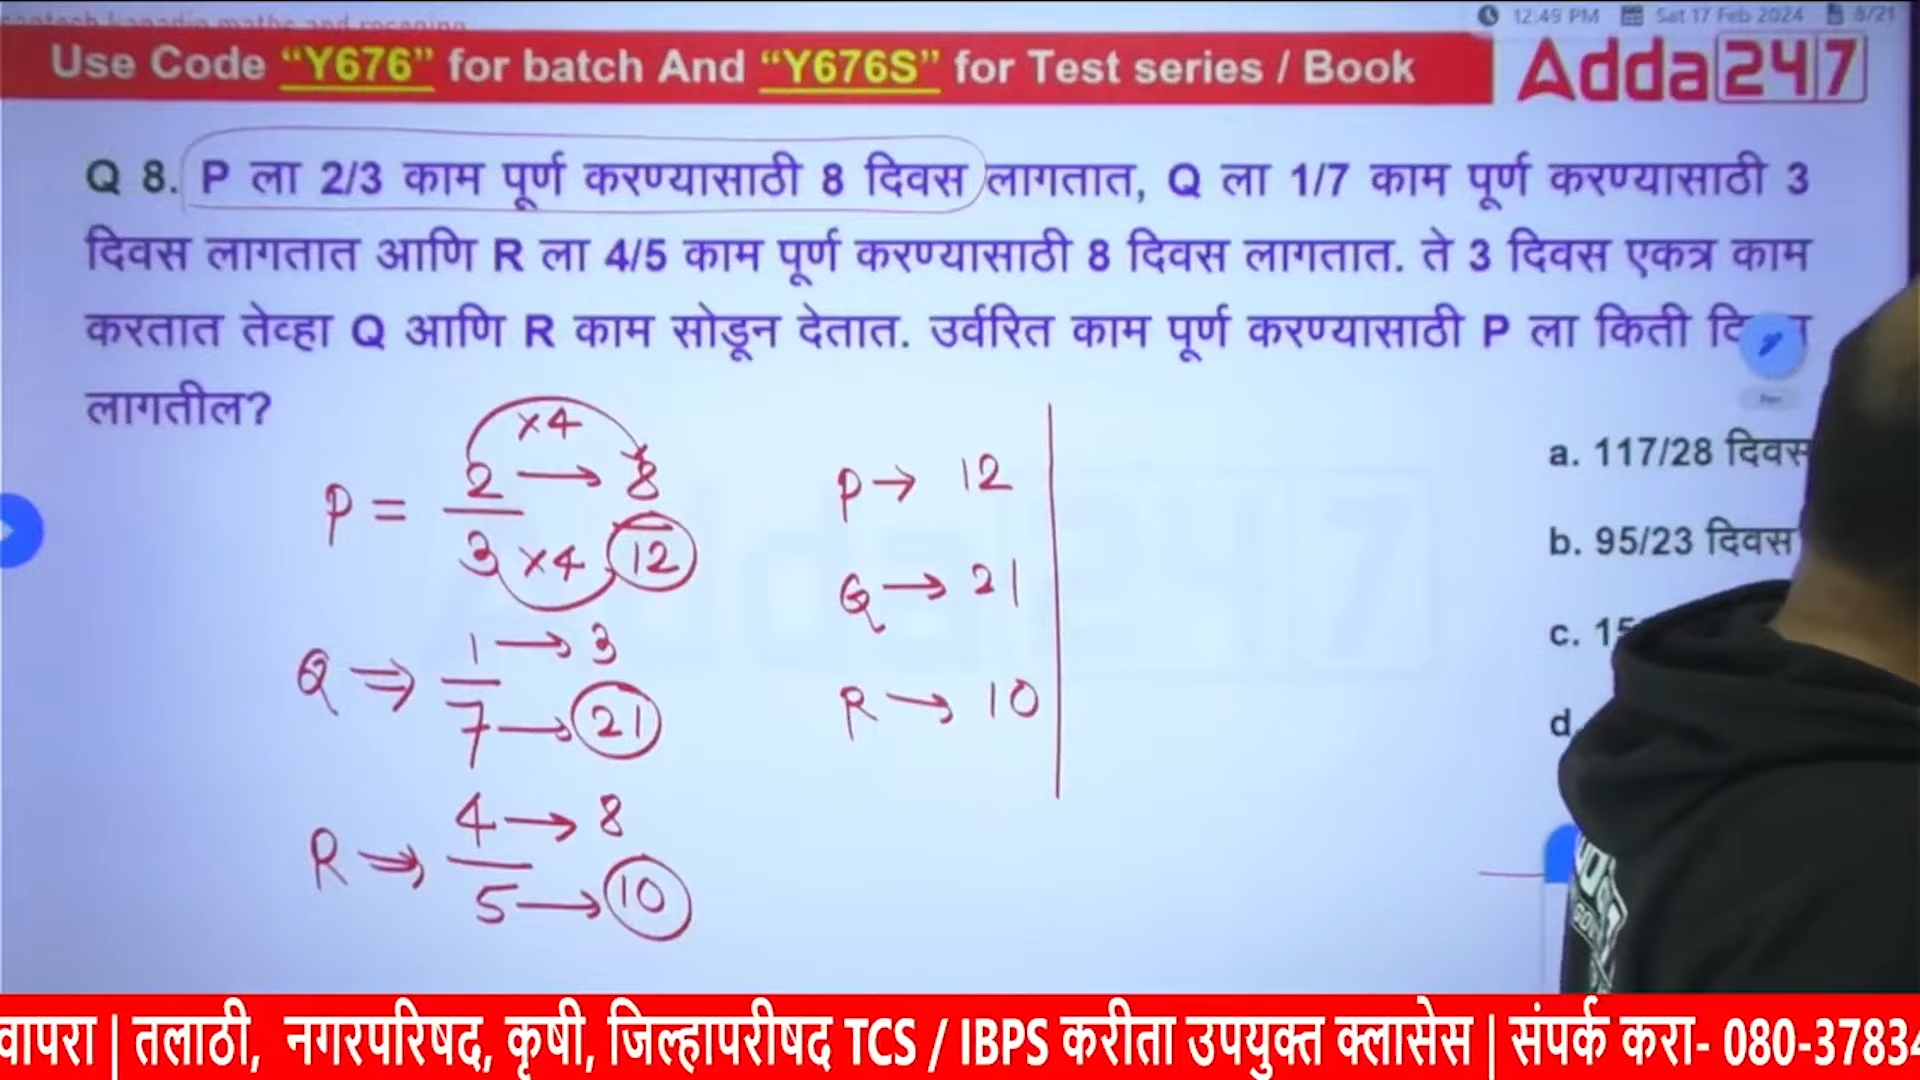 12:49 PM Sat 17 Feb 2024 8/21
Use Code “Y676” for batch And “Y676S” for Test series / Book
Adda247
Q 8. P ला 2/3 काम पूर्ण करण्यासाठी 8 दिवस लागतात, Q ला 1/7 काम पूर्ण करण्यासाठी 3
दिवस लागतात आणि R ला 4/5 काम पूर्ण करण्यासाठी 8 दिवस लागतात. ते 3 दिवस एकत्र काम
करतात तेव्हा Q आणि R काम सोडून देतात. उर्वरित काम पूर्ण करण्यासाठी P ला किती
लागतील?
×4
P = 2 → 8
3 ×4 12
Q ⇒ 1 → 3
7 → 21
R ⇒ 4 → 8
5 → 10
P → 12
Q → 21
R → 10
a. 117/28 दिवस
b. 95/23 दिवस
c. 15
d.
वापरा | तलाठी, नगरपरिषद, कृषी, जिल्हापरीषद TCS / IBPS करीता उपयुक्त क्लासेस | संपर्क करा- 080-37834